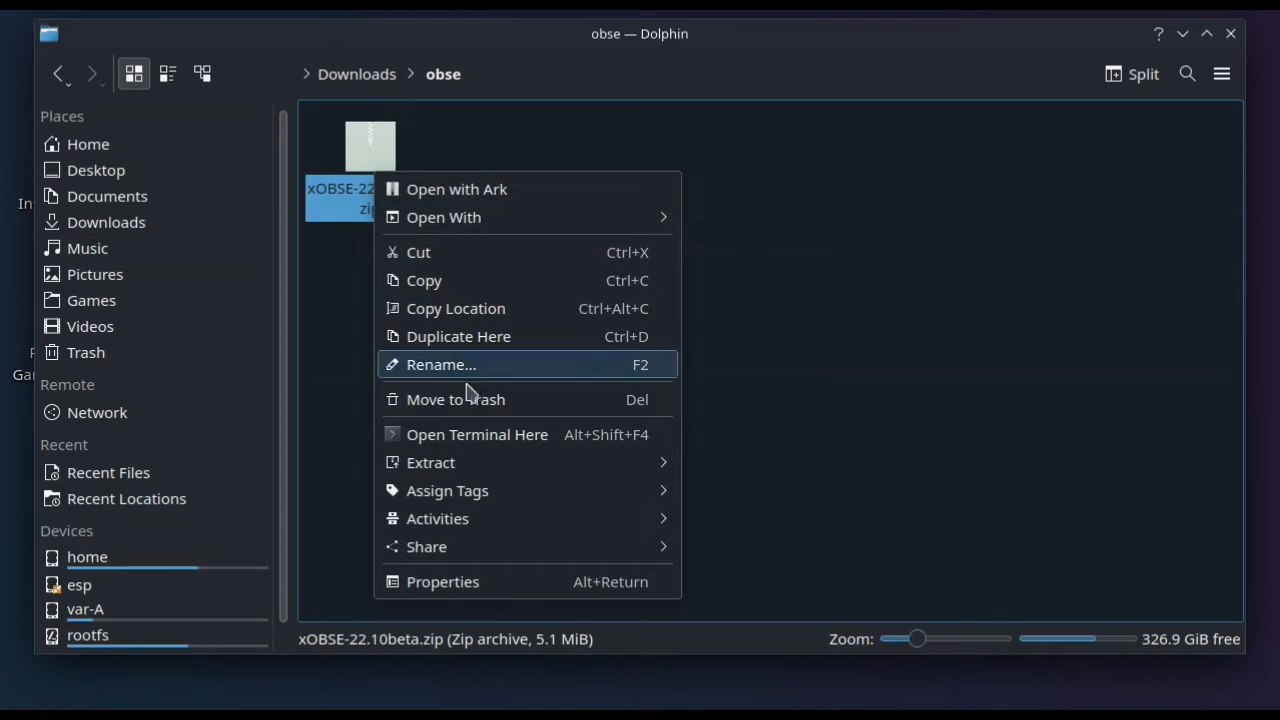 obse — Dolphin
Downloads > obse
Split
Places
Home
Desktop
Documents
Downloads
Music
Pictures
Games
Videos
Trash
Remote
Network
Recent
Recent Files
Recent Locations
Devices
home
esp
var-A
rootfs
xOBSE-22
Open with Ark
Open With
Cut Ctrl+X
Copy Ctrl+C
Copy Location Ctrl+Alt+C
Duplicate Here Ctrl+D
Rename... F2
Move to Trash Del
Open Terminal Here Alt+Shift+F4
Extract
Assign Tags
Activities
Share
Properties Alt+Return
xOBSE-22.10beta.zip (Zip archive, 5.1 MiB)
Zoom:
326.9 GiB free